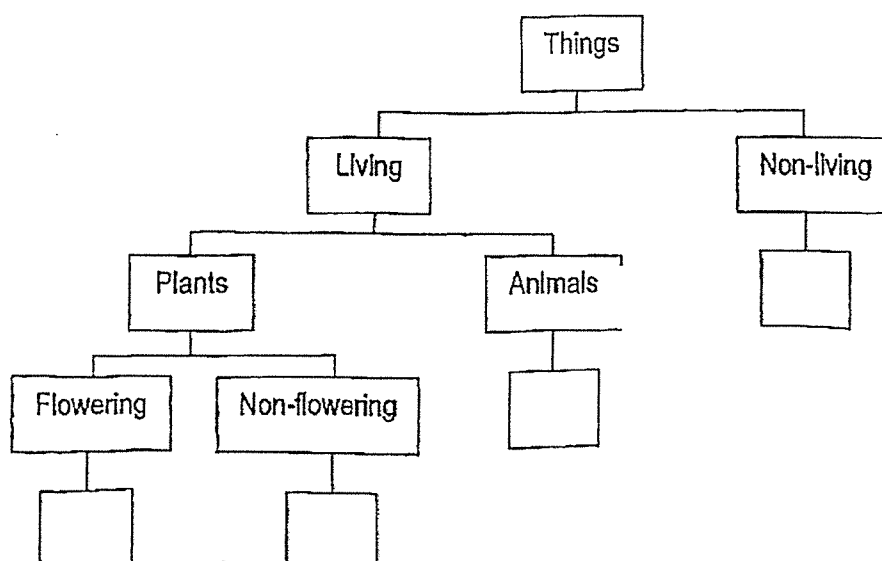 Things
Living
Non-living
Plants
Animals
Flowering
Non-flowering